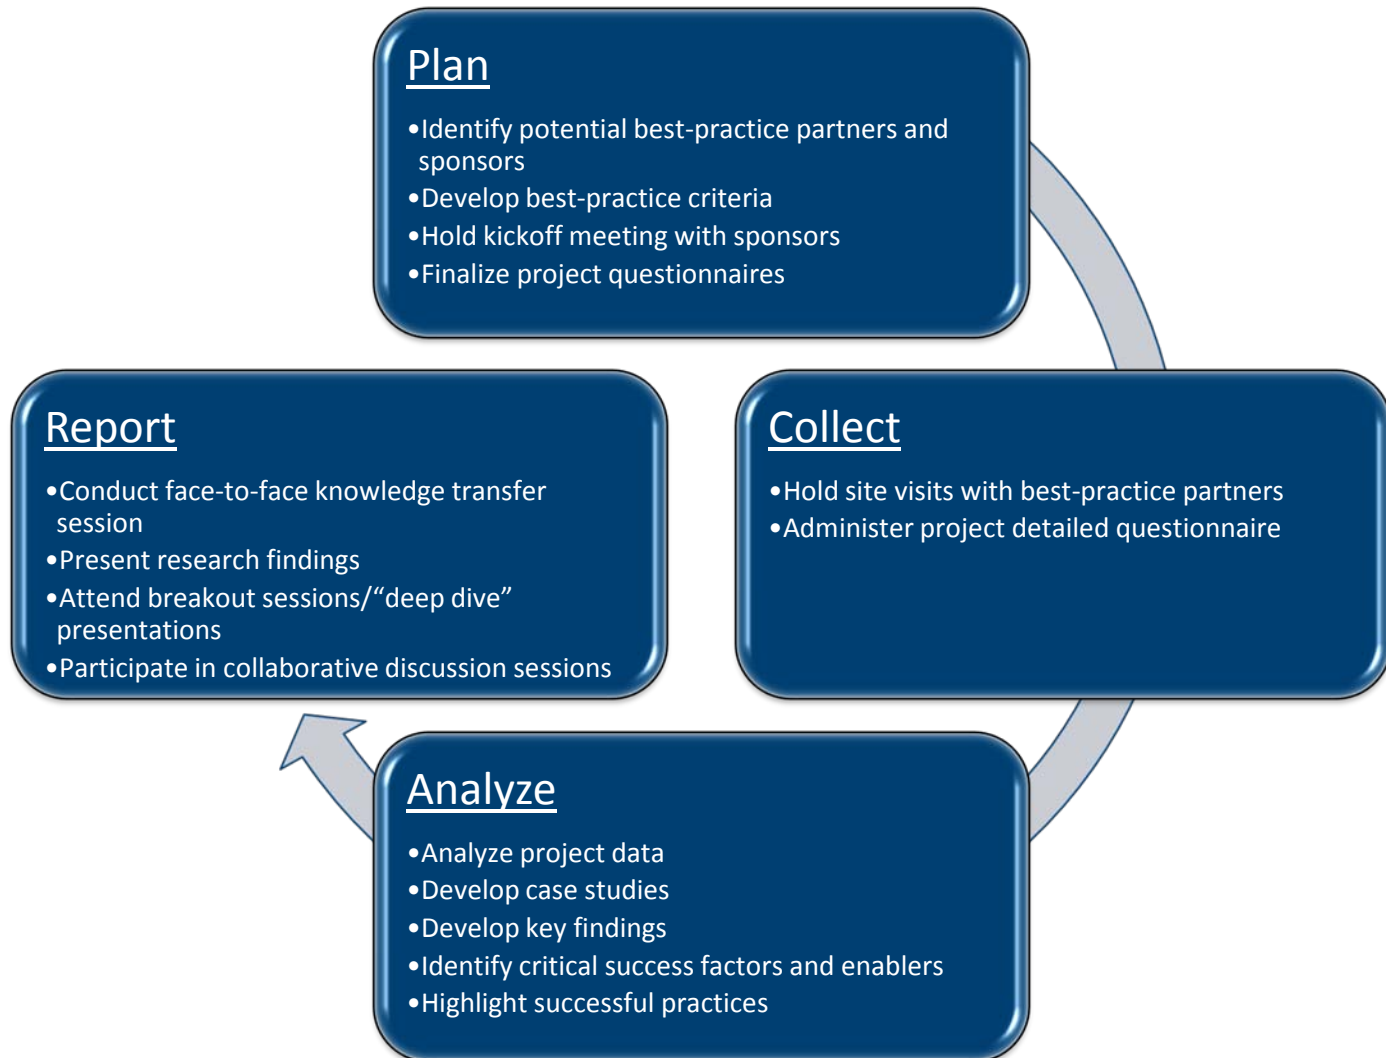 Plan
•Identify potential best-practice partners and
sponsors
•Develop best-practice criteria
•Hold kickoff meeting with sponsors
•Finalize project questionnaires
Collect
•Hold site visits with best-practice partners
•Administer project detailed questionnaire
Analyze
•Analyze project data
•Develop case studies
•Develop key findings
•Identify critical success factors and enablers
•Highlight successful practices
Report
•Conduct face-to-face knowledge transfer
session
•Present research findings
•Attend breakout sessions/“deep dive”
presentations
•Participate in collaborative discussion sessions